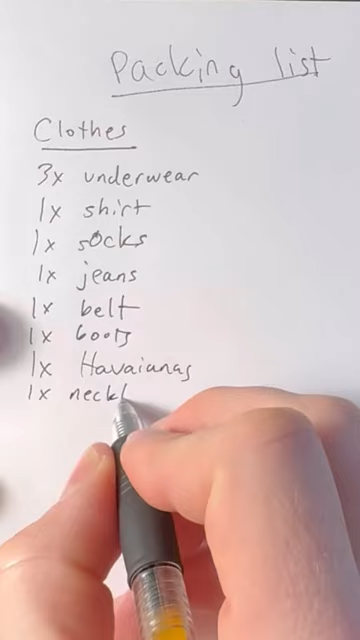 Packing list
Clothes
3x underwear
1x shirt
1x socks
1x jeans
1x belt
1x boots
1x Havaianas
1x neckl